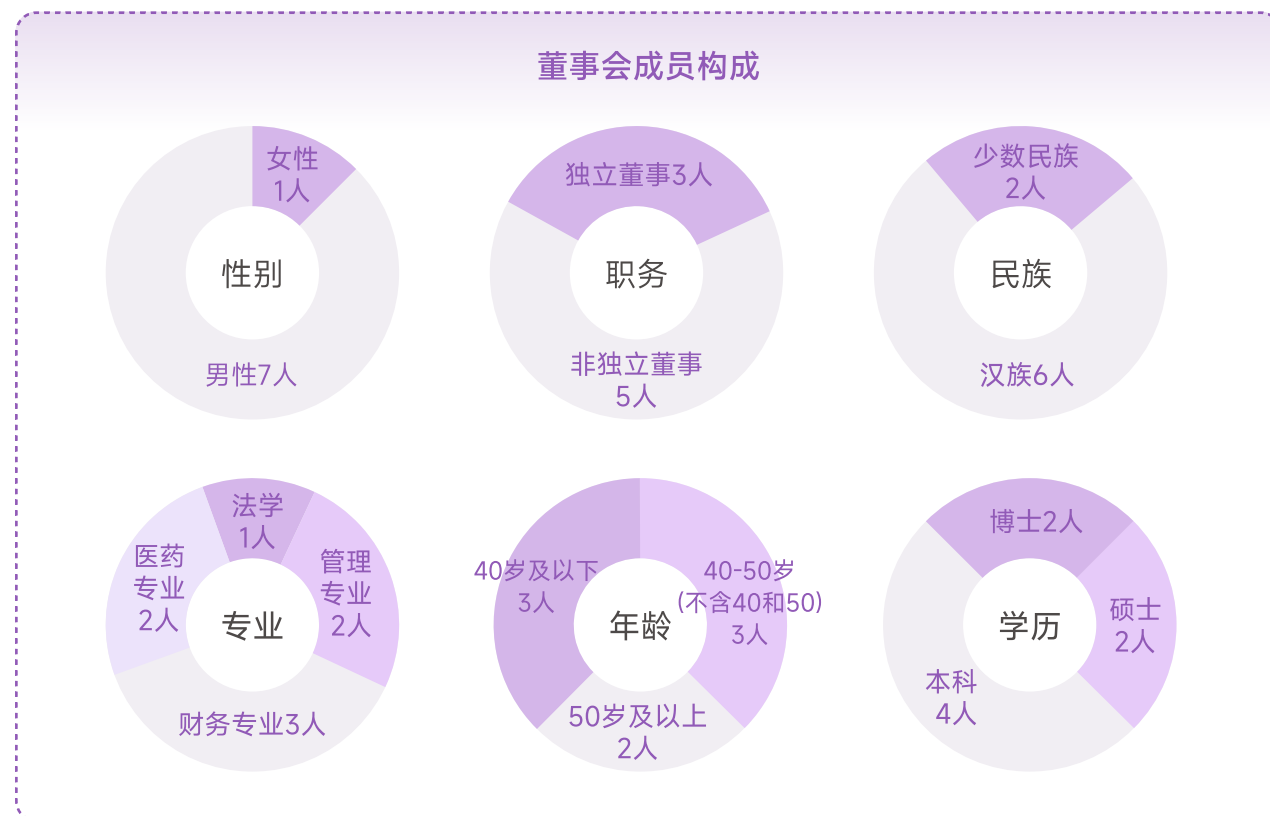 董事会成员构成
女性
1人
性别
男性7人
独立董事3人
职务
非独立董事
5人
少数民族
2人
民族
汉族6人
法学
1人
医药
专业
2人
管理
专业
2人
专业
财务专业3人
40岁及以下
3人
40-50岁
(不含40和50)
3人
年龄
50岁及以上
2人
博士2人
硕士
2人
学历
本科
4人